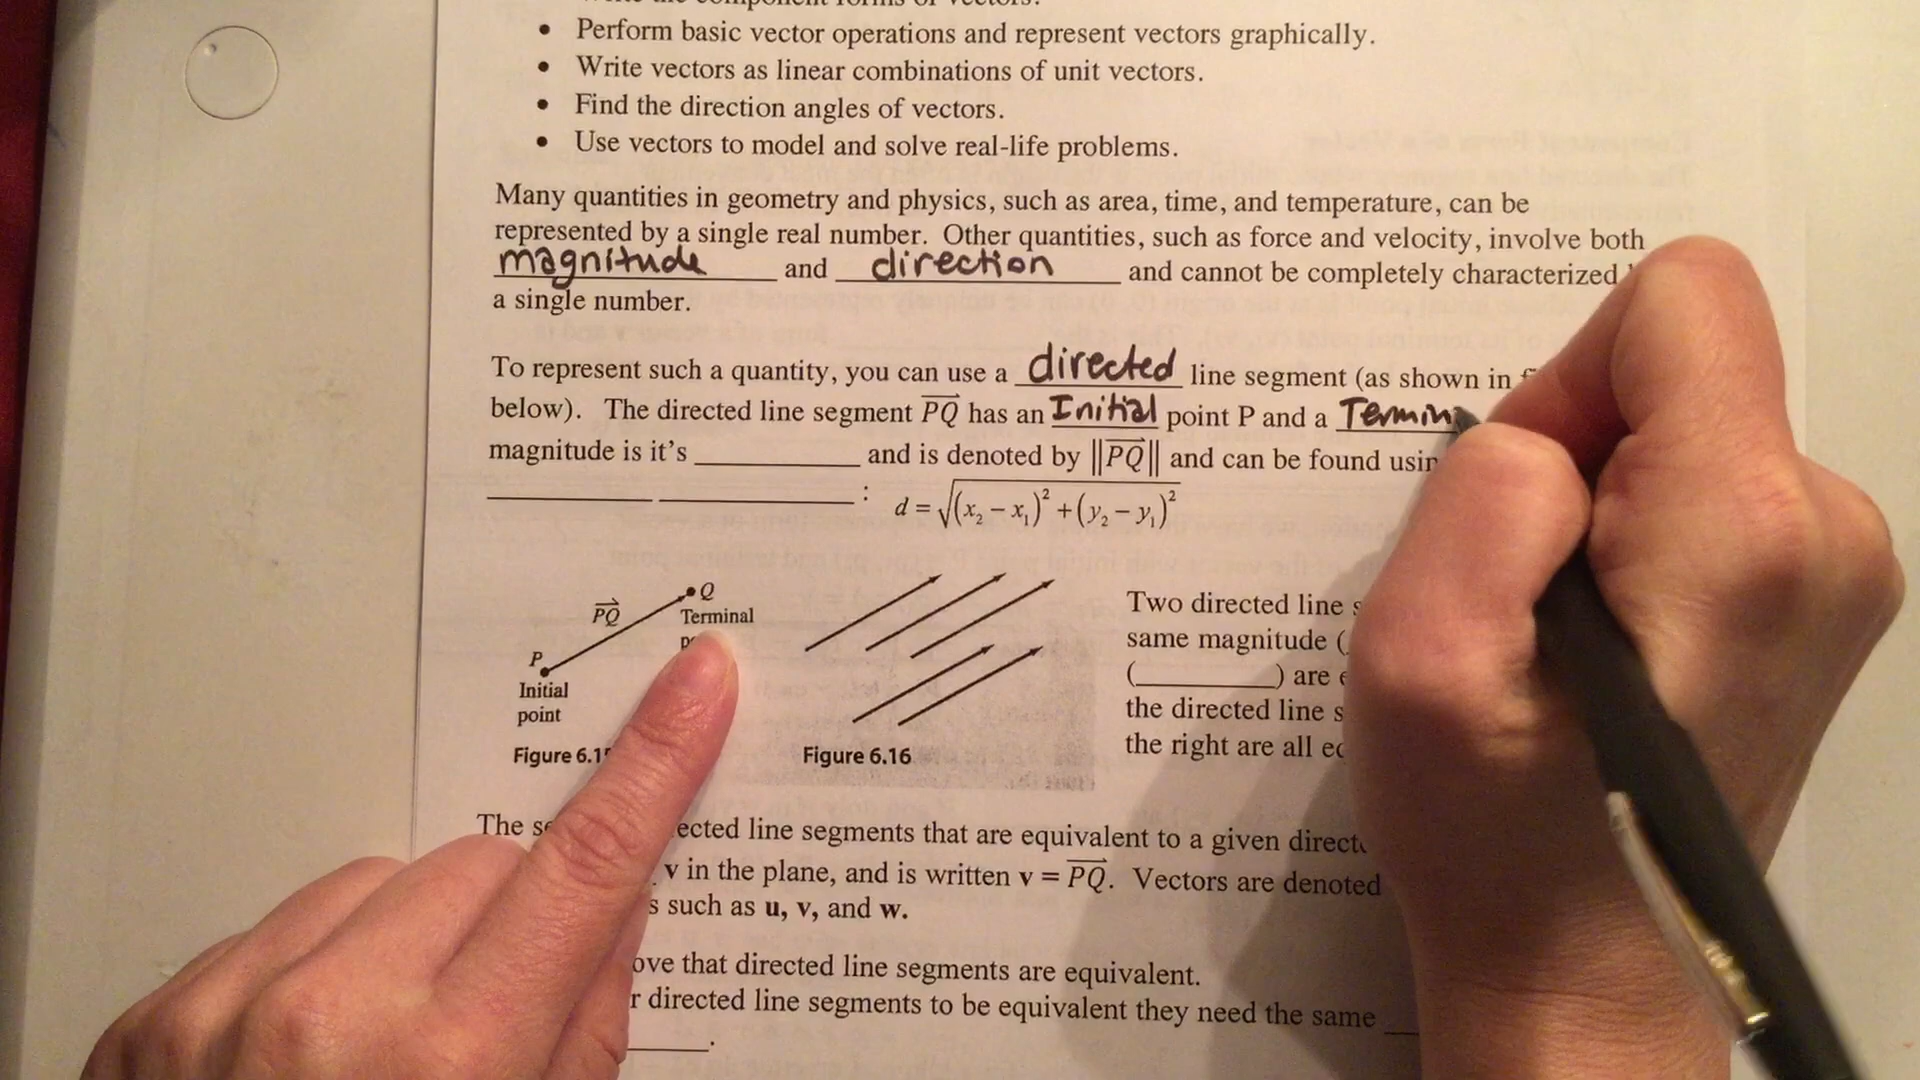 • Perform basic vector operations and represent vectors graphically.
• Write vectors as linear combinations of unit vectors.
• Find the direction angles of vectors.
• Use vectors to model and solve real-life problems.
Many quantities in geometry and physics, such as area, time, and temperature, can be
represented by a single real number. Other quantities, such as force and velocity, involve both
magnitude and direction and cannot be completely characterized
a single number.
To represent such a quantity, you can use a directed line segment (as shown in
below). The directed line segment PQ has an Initial point P and a Termin
magnitude is it's ________ and is denoted by ||PQ|| and can be found usin
________ ________ : d = √(x₂ − x₁)² + (y₂ − y₁)²
PQ
Q
Terminal
P
Initial
point
Figure 6.15
Figure 6.16
Two directed line
same magnitude (
(________) are
the directed line
the right are all
The ected line segments that are equivalent to a given direct
v in the plane, and is written v = PQ. Vectors are denoted
s such as u, v, and w.
ove that directed line segments are equivalent.
r directed line segments to be equivalent they need the same
________.